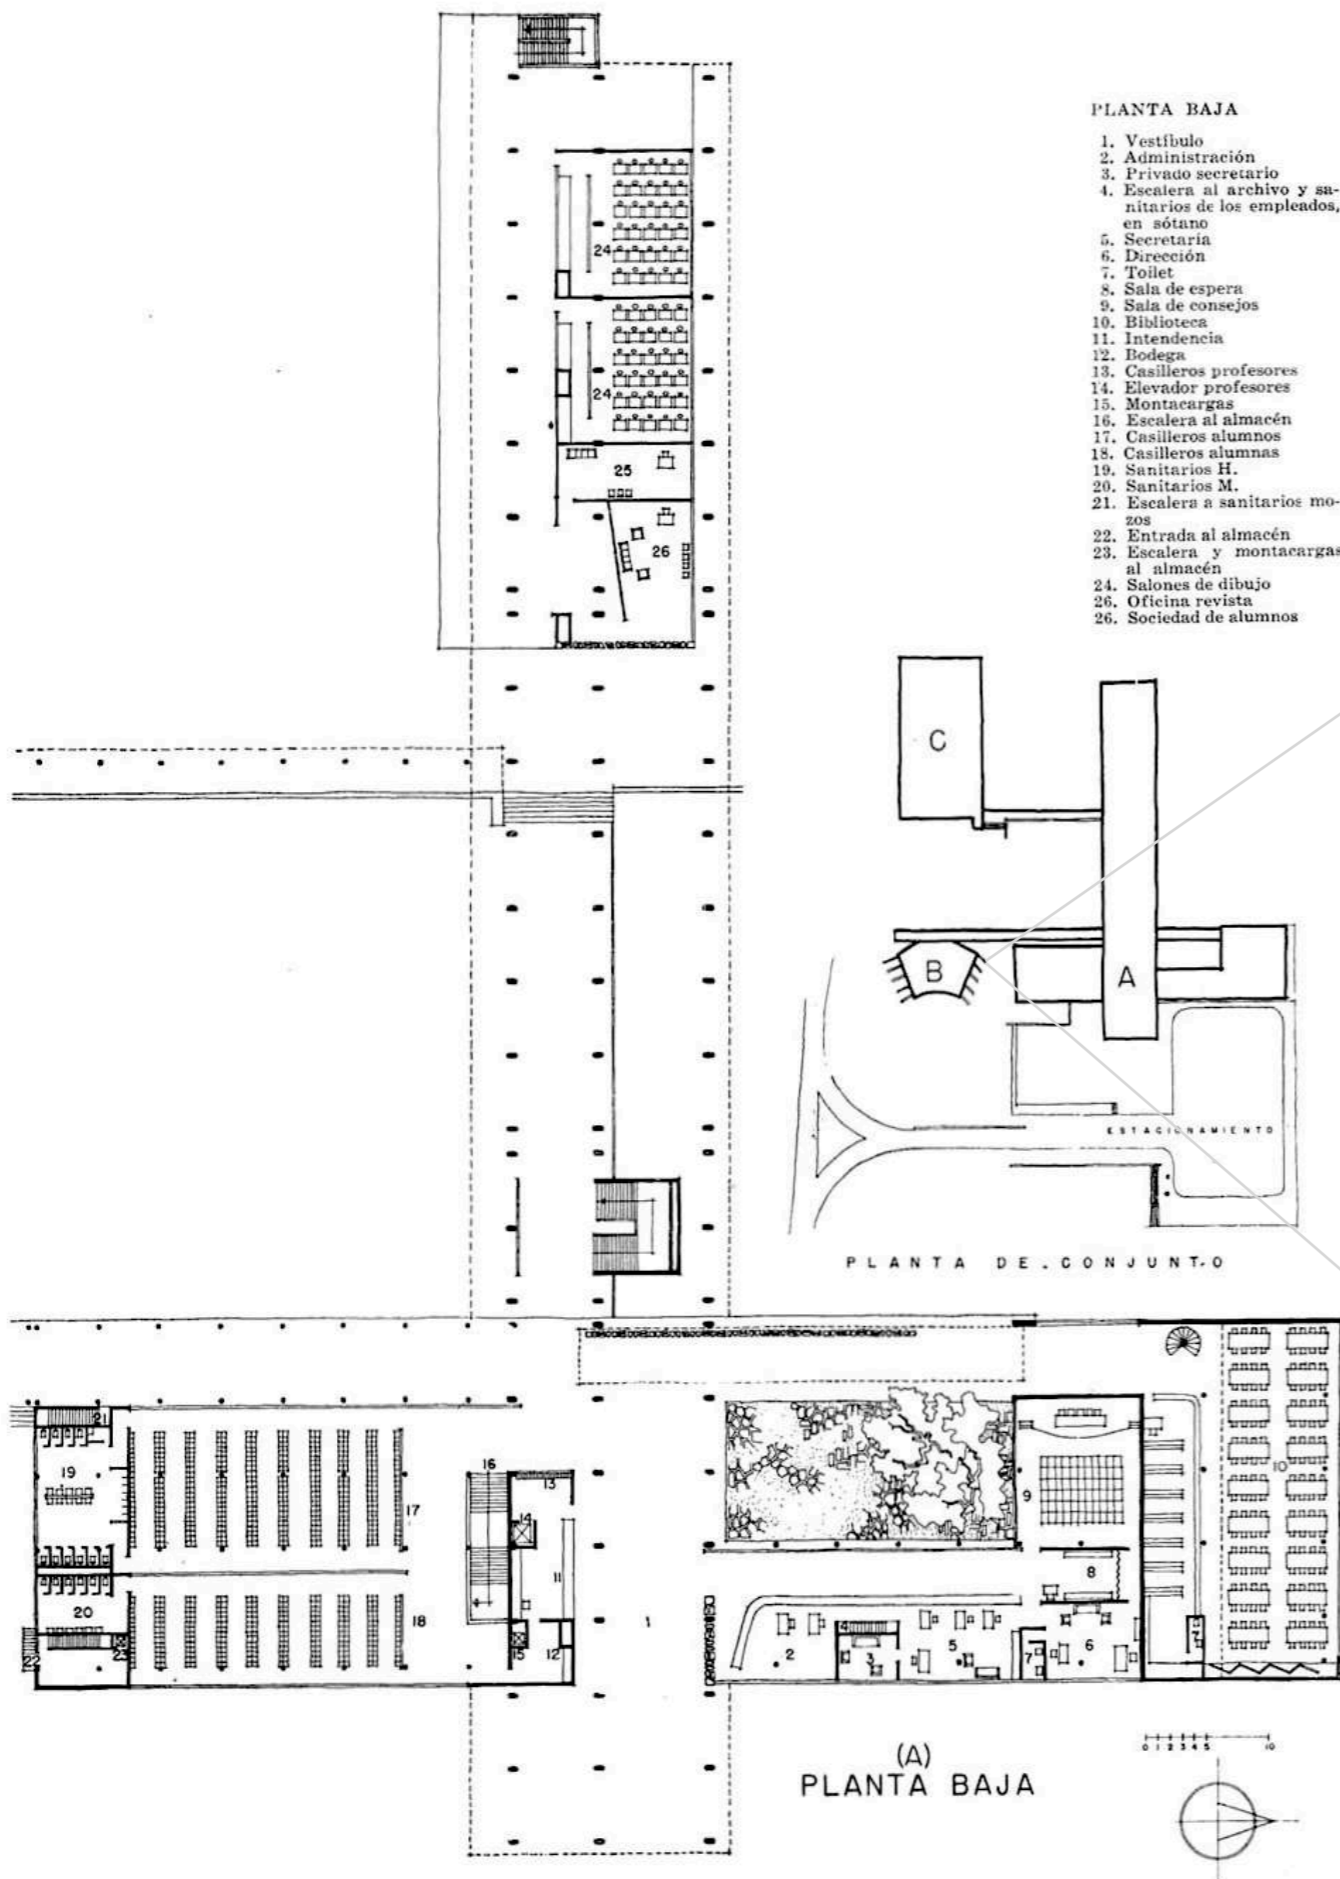 PLANTA BAJA
1. Vestíbulo
2. Administración
3. Privado secretario
4. Escalera al archivo y sa-
nitarios de los empleados,
en sótano
5. Secretaría
6. Dirección
7. Toilet
8. Sala de espera
9. Sala de consejos
10. Biblioteca
11. Intendencia
12. Bodega
13. Casilleros profesores
14. Elevador profesores
15. Montacargas
16. Escalera al almacén
17. Casilleros alumnos
18. Casilleros alumnas
19. Sanitarios H.
20. Sanitarios M.
21. Escalera a sanitarios mo-
zos
22. Entrada al almacén
23. Escalera y montacargas
al almacén
24. Salones de dibujo
26. Oficina revista
26. Sociedad de alumnos
24
24
25
26
C
B
A
ESTACIONAMIENTO
PLANTA DE CONJUNTO
21
19
17
16
13
14
11
9
10
8
20
18
22
23
15
12
1
2
4
3
5
7
6
7
(A)
PLANTA BAJA
0 1 2 3 4 5 10